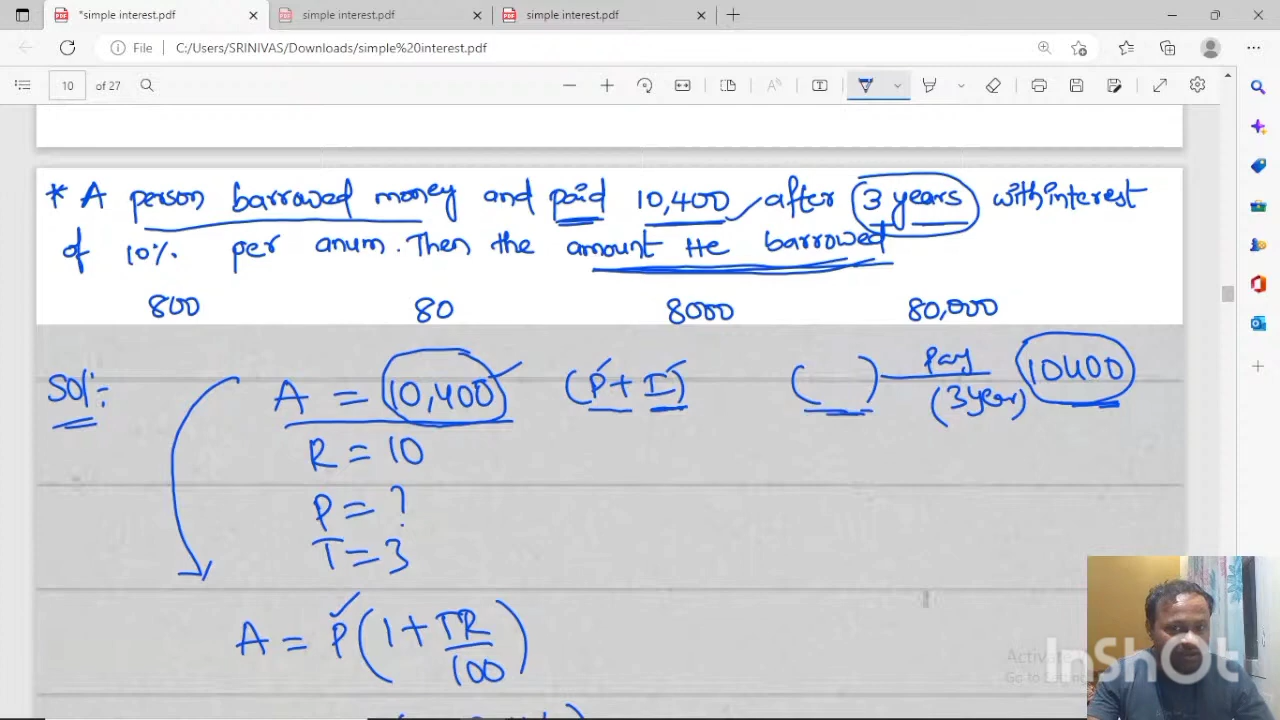 *simple interest.pdf
simple interest.pdf
simple interest.pdf
File
C:/Users/SRINIVAS/Downloads/simple%20interest.pdf
10 of 27
* A person barrowed money and paid 10,400 after 3 years with interest
of 10% per anum. Then the amount He barrowed
800 80 8000 80,000
Sol:- A = 10,400 (P + I) ( ) Pay 10400
(3 year)
R = 10
P = ?
T = 3
A = P(1 + TR/100)
Activate
Go to
InShOt